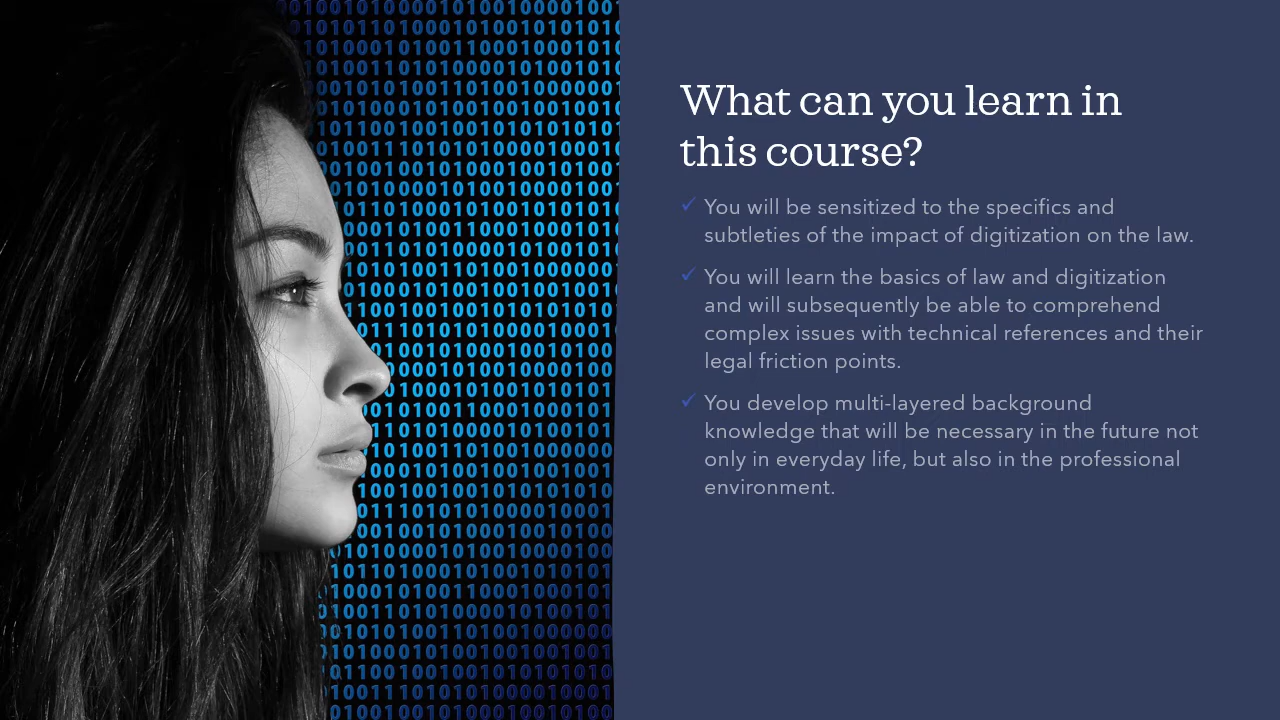 What can you learn in
this course?
You will be sensitized to the specifics and
subtleties of the impact of digitization on the law.
You will learn the basics of law and digitization
and will subsequently be able to comprehend
complex issues with technical references and their
legal friction points.
You develop multi-layered background
knowledge that will be necessary in the future not
only in everyday life, but also in the professional
environment.